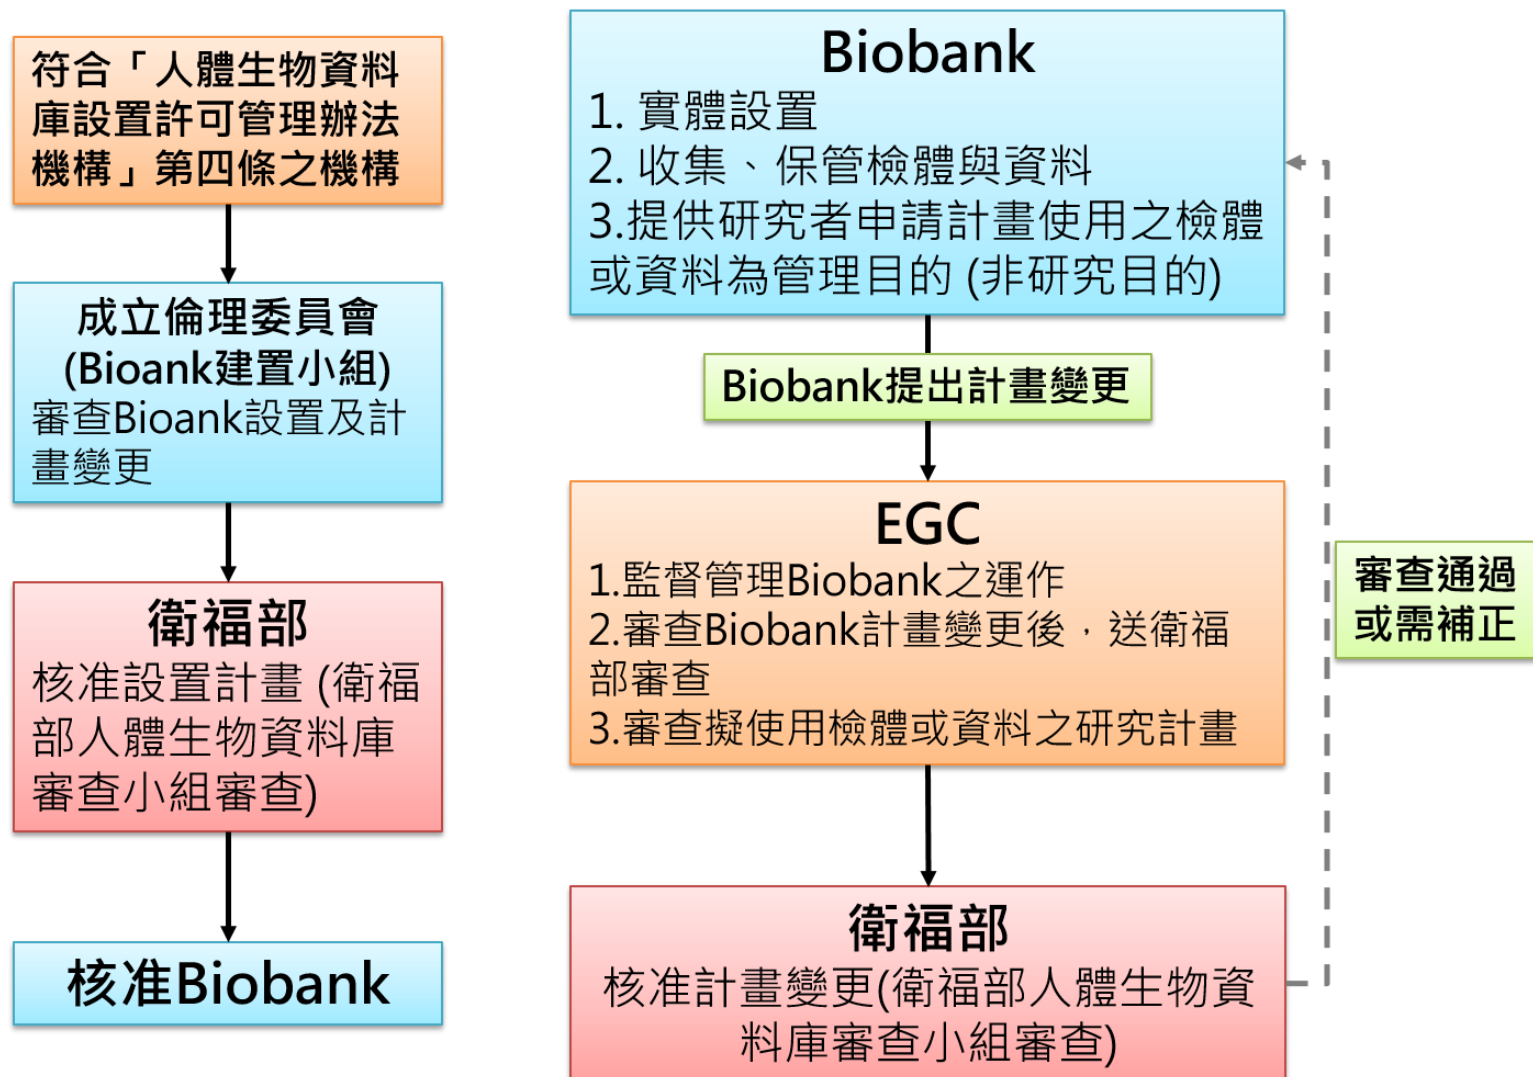 符合「人體生物資料
庫設置許可管理辦法
機構」第四條之機構
成立倫理委員會
(Bioank建置小組)
審查Bioank設置及計
畫變更
衛福部
核准設置計畫 (衛福
部人體生物資料庫
審查小組審查)
核准Biobank
Biobank
1. 實體設置
2. 收集、保管檢體與資料
3.提供研究者申請計畫使用之檢體
或資料為管理目的 (非研究目的)
Biobank提出計畫變更
EGC
1.監督管理Biobank之運作
2.審查Biobank計畫變更後，送衛福
部審查
3.審查擬使用檢體或資料之研究計畫
審查通過
或需補正
衛福部
核准計畫變更(衛福部人體生物資
料庫審查小組審查)